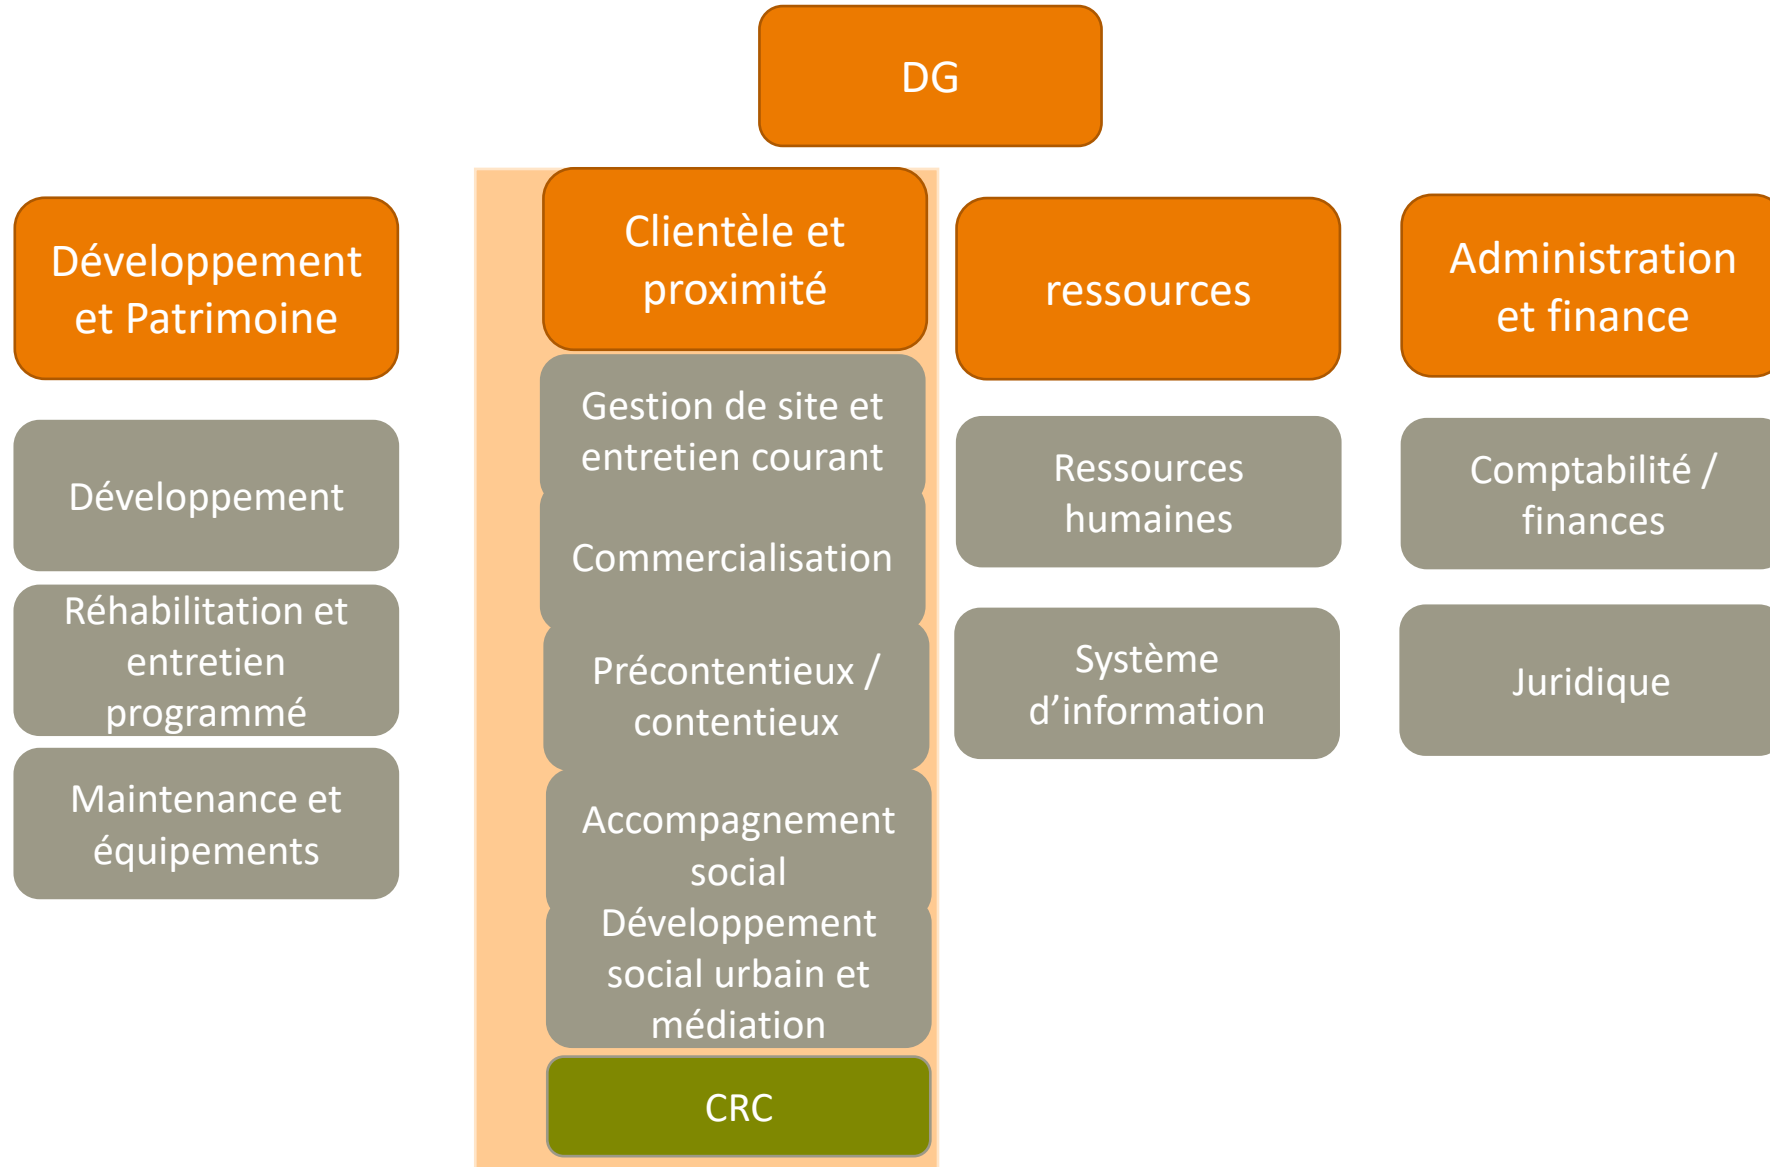 DG
Développement
et Patrimoine
Développement
Réhabilitation et
entretien
programmé
Maintenance et
équipements
Clientèle et
proximité
Gestion de site et
entretien courant
Commercialisation
Précontentieux /
contentieux
Accompagnement
social
Développement
social urbain et
médiation
CRC
ressources
Ressources
humaines
Système
d’information
Administration
et finance
Comptabilité /
finances
Juridique